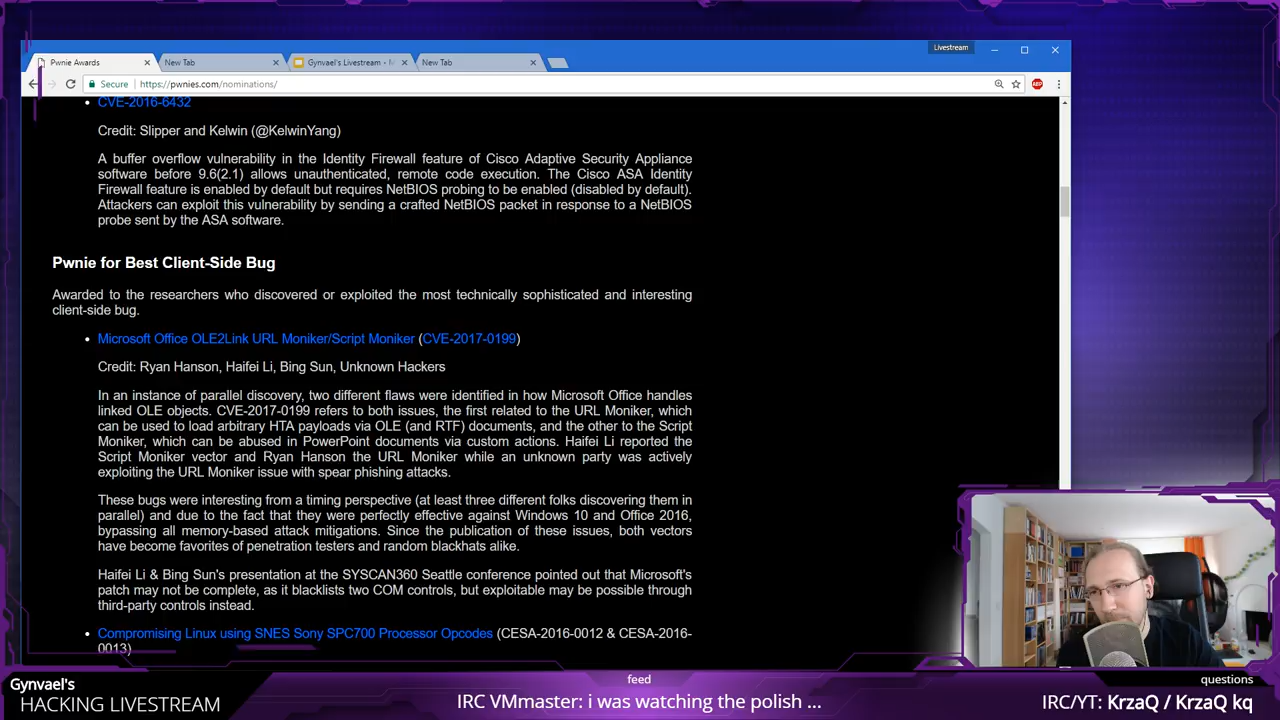 Livestream
Pwnie Awards
New Tab
Gynvael's Livestream - M
New Tab
Secure
https://pwnies.com/nominations/
ABP
CVE-2016-6432
Credit: Slipper and Kelwin (@KelwinYang)
A buffer overflow vulnerability in the Identity Firewall feature of Cisco Adaptive Security Appliance
software before 9.6(2.1) allows unauthenticated, remote code execution. The Cisco ASA Identity
Firewall feature is enabled by default but requires NetBIOS probing to be enabled (disabled by default).
Attackers can exploit this vulnerability by sending a crafted NetBIOS packet in response to a NetBIOS
probe sent by the ASA software.
Pwnie for Best Client-Side Bug
Awarded to the researchers who discovered or exploited the most technically sophisticated and interesting
client-side bug.
Microsoft Office OLE2Link URL Moniker/Script Moniker (CVE-2017-0199)
Credit: Ryan Hanson, Haifei Li, Bing Sun, Unknown Hackers
In an instance of parallel discovery, two different flaws were identified in how Microsoft Office handles
linked OLE objects. CVE-2017-0199 refers to both issues, the first related to the URL Moniker, which
can be used to load arbitrary HTA payloads via OLE (and RTF) documents, and the other to the Script
Moniker, which can be abused in PowerPoint documents via custom actions. Haifei Li reported the
Script Moniker vector and Ryan Hanson the URL Moniker while an unknown party was actively
exploiting the URL Moniker issue with spear phishing attacks.
These bugs were interesting from a timing perspective (at least three different folks discovering them in
parallel) and due to the fact that they were perfectly effective against Windows 10 and Office 2016,
bypassing all memory-based attack mitigations. Since the publication of these issues, both vectors
have become favorites of penetration testers and random blackhats alike.
Haifei Li & Bing Sun's presentation at the SYSCAN360 Seattle conference pointed out that Microsoft's
patch may not be complete, as it blacklists two COM controls, but exploitable may be possible through
third-party controls instead.
Compromising Linux using SNES Sony SPC700 Processor Opcodes (CESA-2016-0012 & CESA-2016-
0013)
Gynvael's
HACKING LIVESTREAM
feed
IRC VMmaster: i was watching the polish ...
questions
IRC/YT: KrzaQ / KrzaQ kq